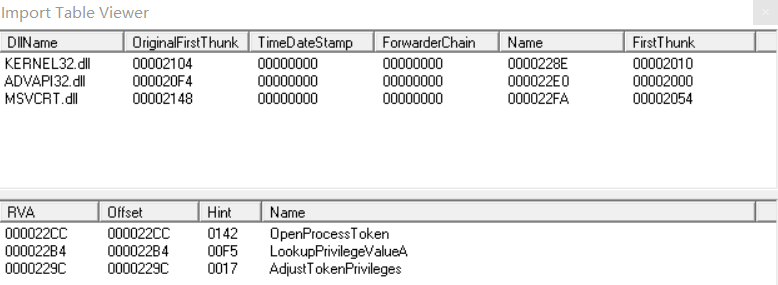 Import Table Viewer
DllName OriginalFirstThunk TimeDateStamp ForwarderChain Name FirstThunk
KERNEL32.dll 00002104 00000000 00000000 0000228E 00002010
ADVAPI32.dll 000020F4 00000000 00000000 000022E0 00002000
MSVCRT.dll 00002148 00000000 00000000 000022FA 00002054
RVA Offset Hint Name
000022CC 000022CC 0142 OpenProcessToken
000022B4 000022B4 00F5 LookupPrivilegeValueA
0000229C 0000229C 0017 AdjustTokenPrivileges